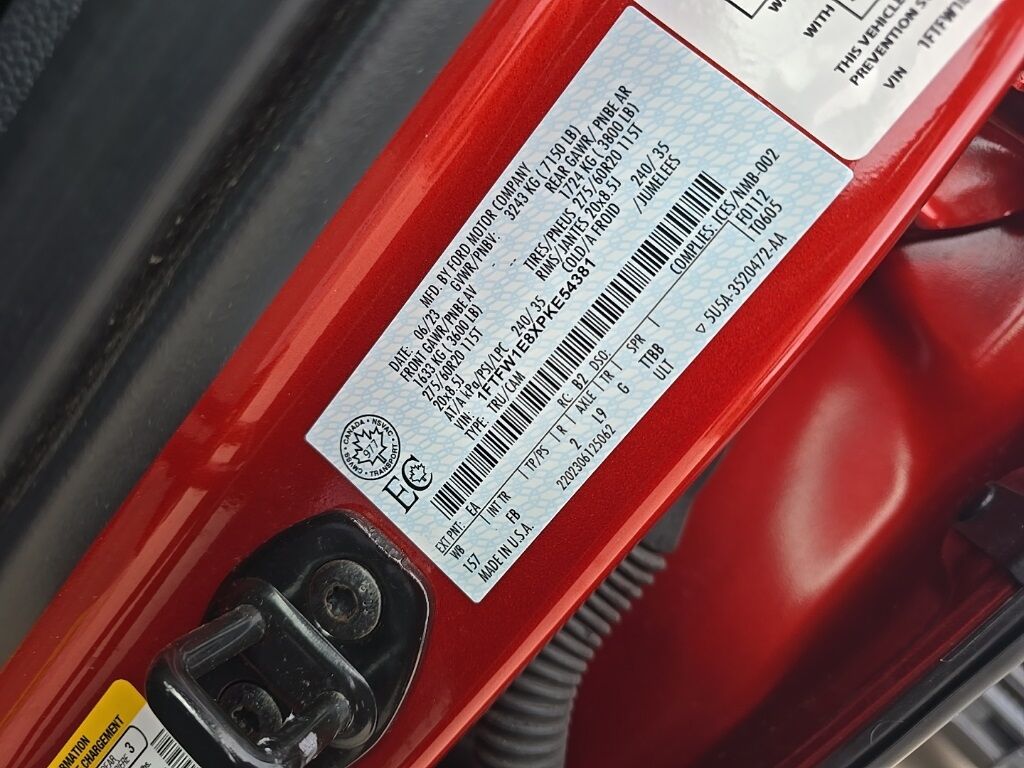 WITH
THIS VEHICLE
PREVENTION
VIN 1FTFW1E
MFD. BY FORD MOTOR COMPANY
DATE: 06/23 GVWR/PNBV: 3243 KG ( 7150 LB)
FRONT GAWR/PNBE AV REAR GAWR/ PNBE AR
1633 KG ( 3600 LB) 1724 KG ( 3800 LB)
275/60R20 115T TIRES/PNEUS 275/60R20 115T
20x8.5J RIMS/JANTES 20x8.5J
AT/A kPa/PSI/LPC 240/ 35 COLD/A FROID 240/ 35
VIN: 1FTFW1E8XPKE54381 /JUMELEES
TYPE: TRU/CAM
COMPLIES: ICES/NMB-002
F0112
T0605
CANADA • NSVAC • TRANSPORT • CMVSS
977
EC
EXT PNT: EA RC: BZ DSO:
W8 INT TR TP/PS R AXLE TR SPR
157 FB 2 L9 G T1BB
ULT
MADE IN U.S.A. 2202306125062 ▽ 5U5A-3520472-AA
CHARGEMENT
3